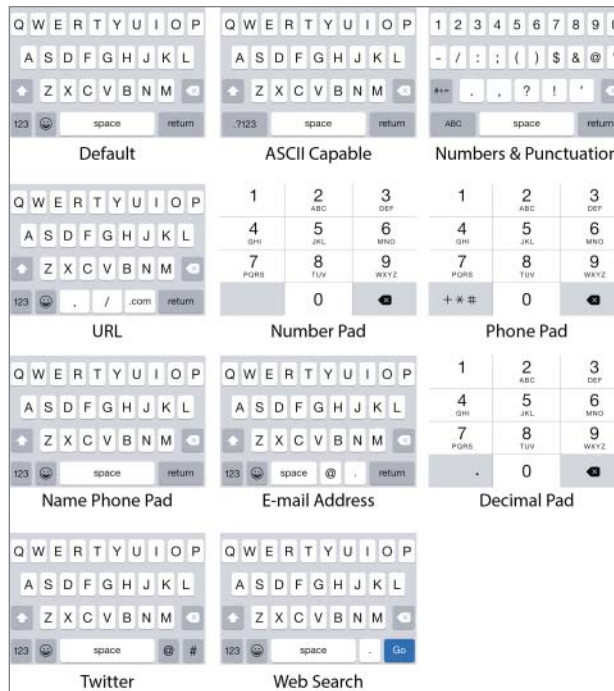 Q W E R T Y U I O P
A S D F G H J K L
Z X C V B N M
123 space return
Default
Q W E R T Y U I O P
A S D F G H J K L
Z X C V B N M
.?123 space return
ASCII Capable
1 2 3 4 5 6 7 8 9 0
- / : ; ( ) $ & @
#+= . , ? ! '
ABC space return
Numbers & Punctuation
Q W E R T Y U I O P
A S D F G H J K L
Z X C V B N M
123 . / .com return
URL
1 2 3
ABC DEF
4 5 6
GHI JKL MNO
7 8 9
PQRS TUV WXYZ
0
Number Pad
1 2 3
ABC DEF
4 5 6
GHI JKL MNO
7 8 9
PQRS TUV WXYZ
+*# 0
Phone Pad
Q W E R T Y U I O P
A S D F G H J K L
Z X C V B N M
123 space return
Name Phone Pad
Q W E R T Y U I O P
A S D F G H J K L
Z X C V B N M
123 space @ . return
E-mail Address
1 2 3
ABC DEF
4 5 6
GHI JKL MNO
7 8 9
PQRS TUV WXYZ
. 0
Decimal Pad
Q W E R T Y U I O P
A S D F G H J K L
Z X C V B N M
123 space @ #
Twitter
Q W E R T Y U I O P
A S D F G H J K L
Z X C V B N M
123 space . Go
Web Search